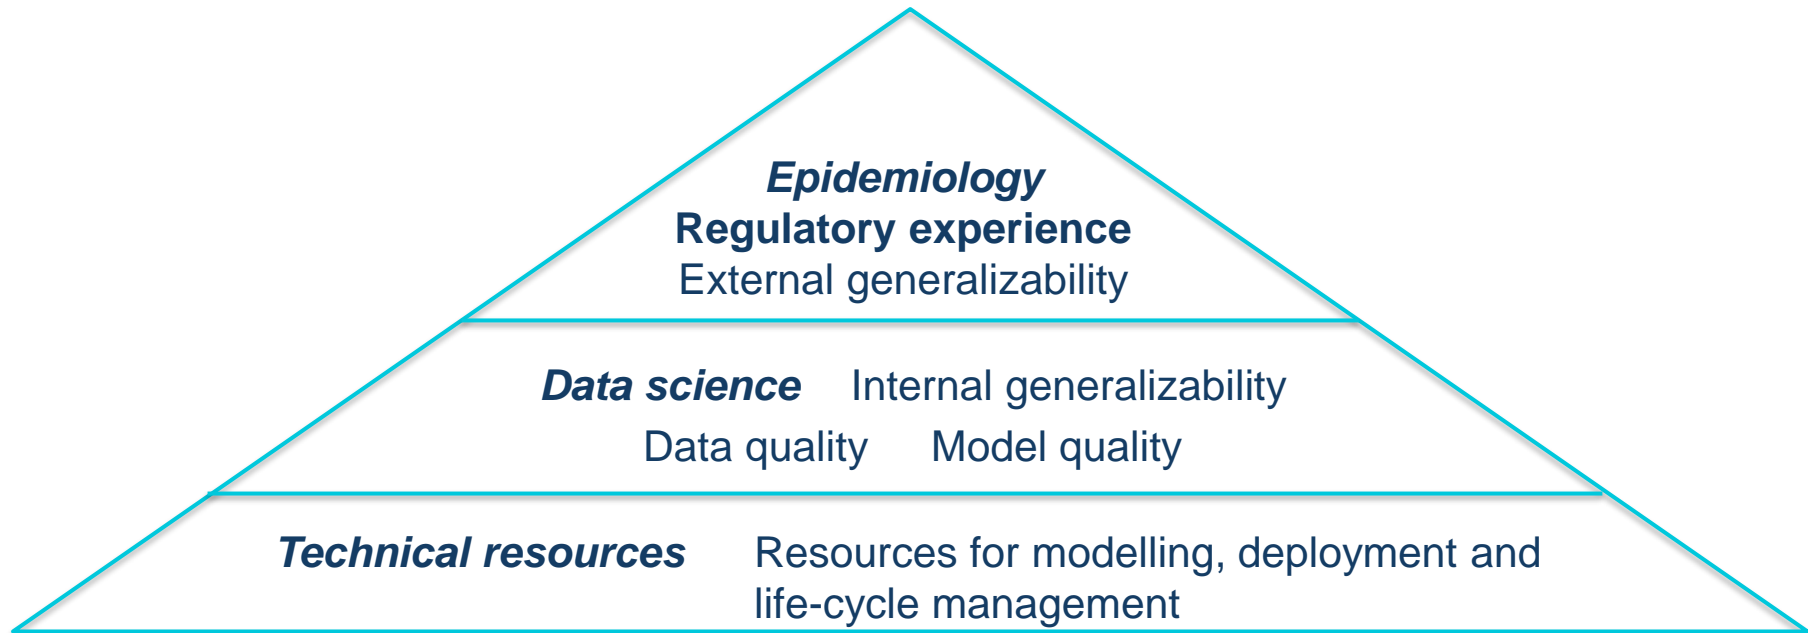 Epidemiology
Regulatory experience
External generalizability
Data science Internal generalizability
Data quality Model quality
Technical resources Resources for modelling, deployment and
life-cycle management